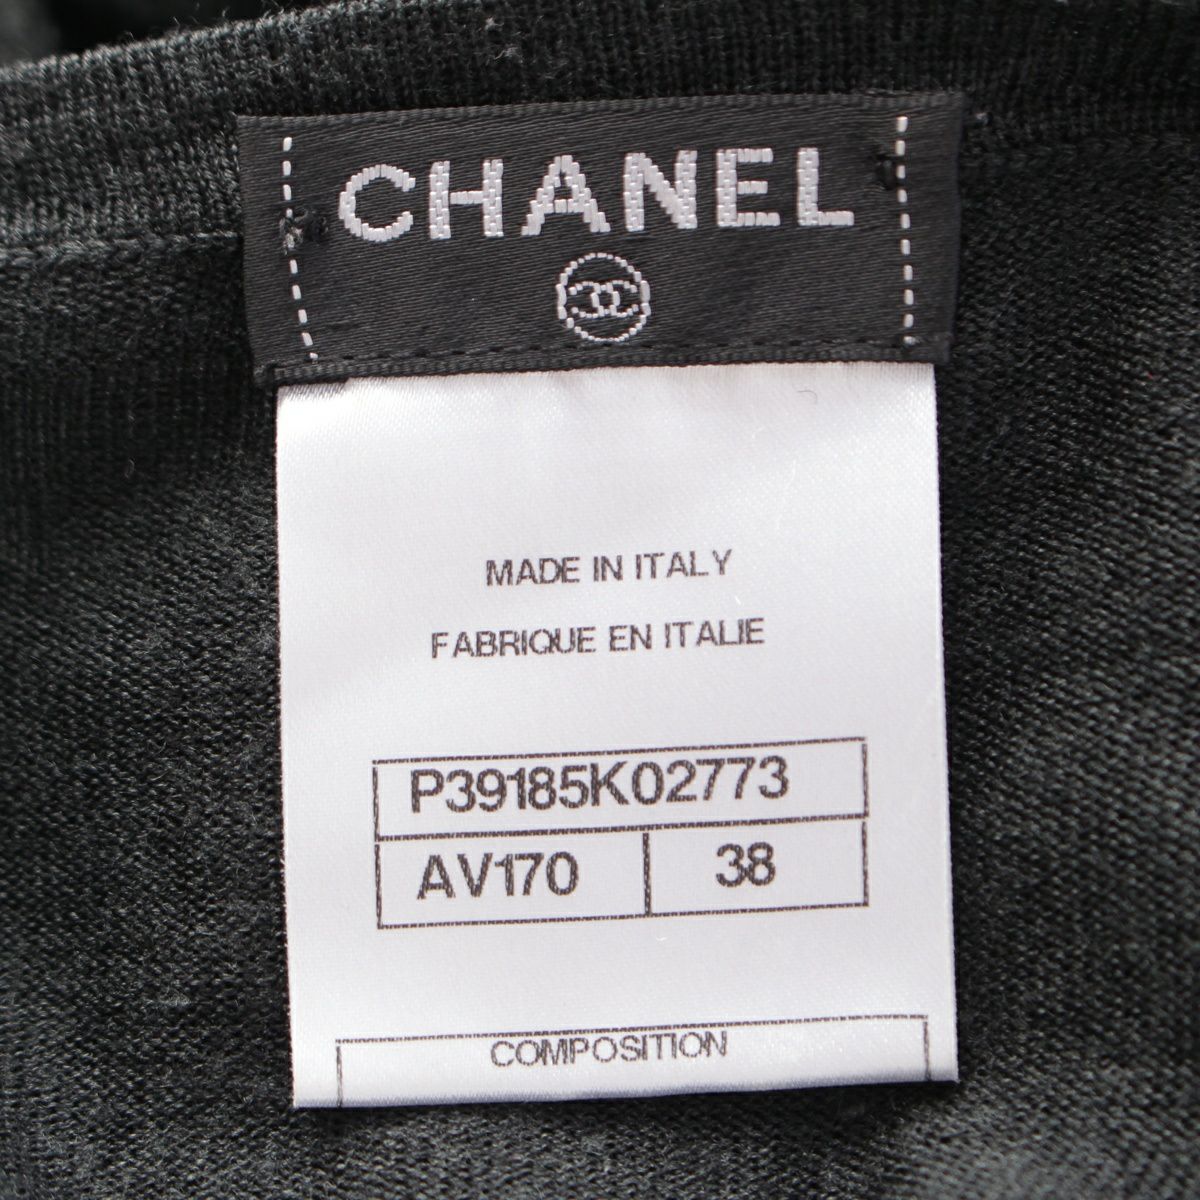 CHANEL
MADE IN ITALY
FABRIQUE EN ITALIE
P39185K02773
AV170 38
COMPOSITION